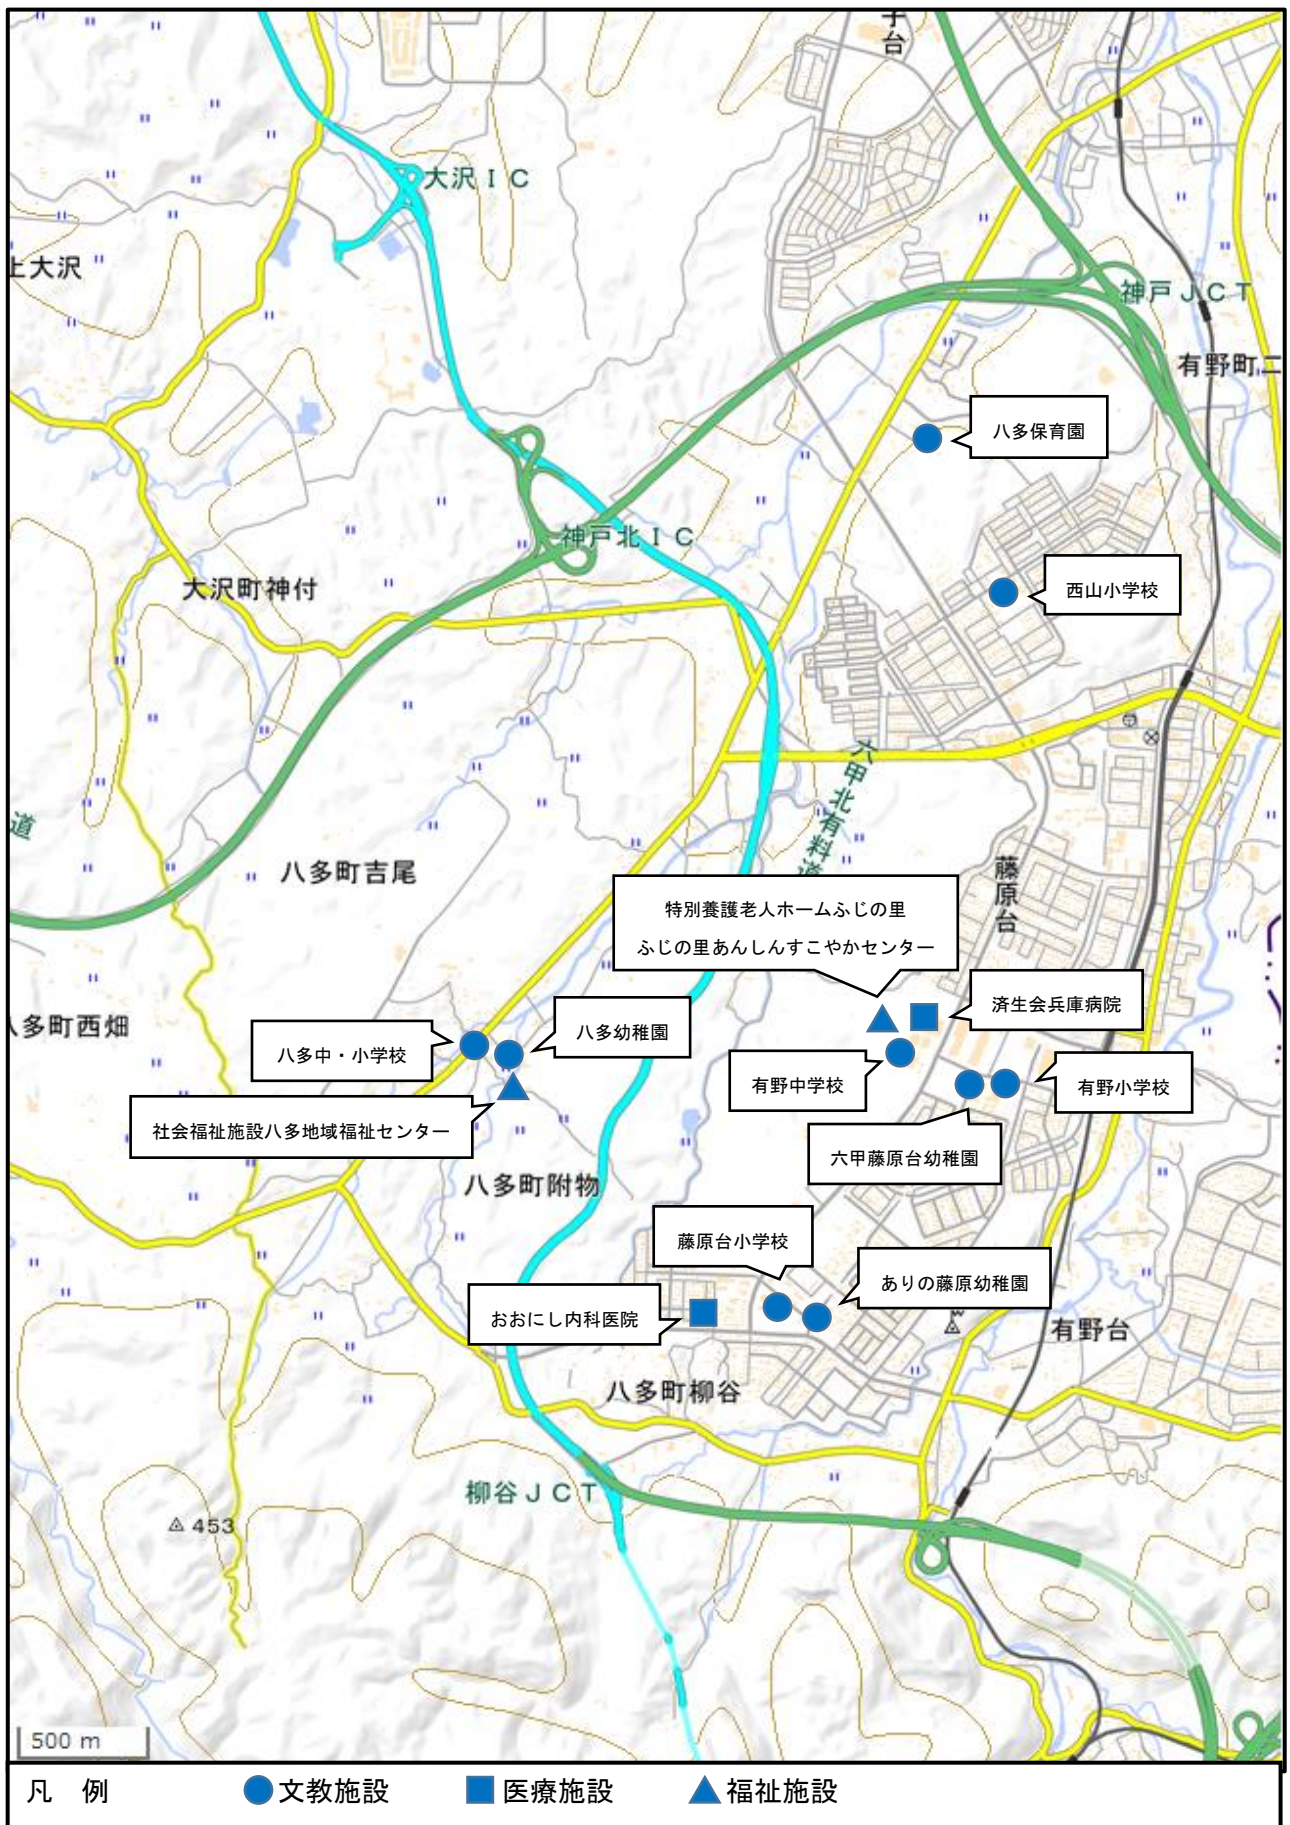 子台
大沢ＩＣ
上大沢
神戸ＪＣＴ
有野町二
八多保育園
神戸北ＩＣ
大沢町神付
西山小学校
六甲北有料道
道
八多町吉尾
藤原台
特別養護老人ホームふじの里
ふじの里あんしんすこやかセンター
済生会兵庫病院
八多町西畑
八多幼稚園
八多中・小学校
有野中学校
有野小学校
社会福祉施設八多地域福祉センター
六甲藤原台幼稚園
八多町附物
藤原台小学校
ありの藤原幼稚園
おおにし内科医院
有野台
八多町柳谷
柳谷ＪＣＴ
453
500 m
凡　例
文教施設
医療施設
福祉施設